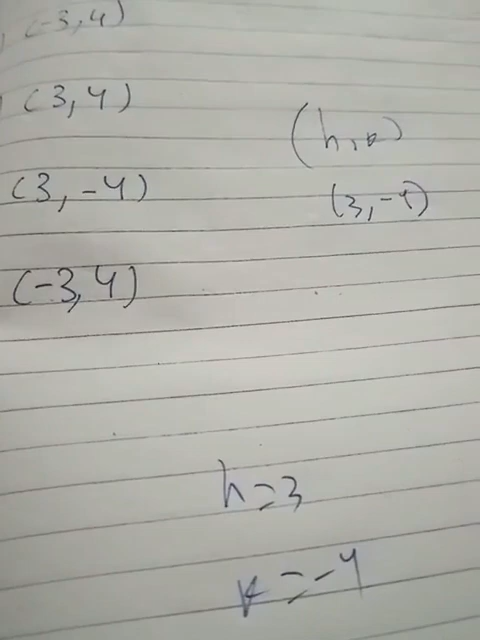 (-3,4)
(3,4)
(h,k)
(3,-4)
(3,-4)
(-3,4)
h=3
k=-4